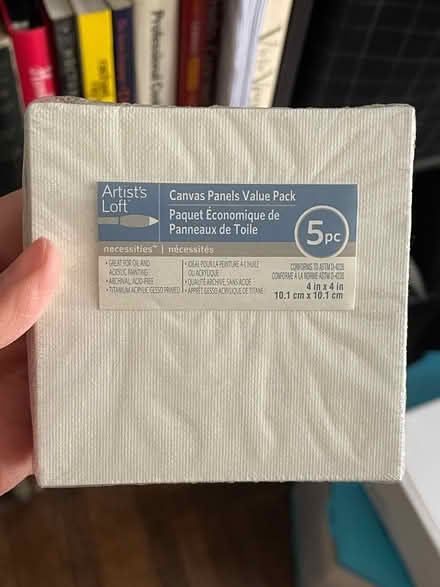 Artist's
Loft™
Canvas Panels Value Pack
Paquet Économique de
Panneaux de Toile
5pc
necessities™ | nécessités
• GREAT FOR OIL AND
ACRYLIC PAINTING
• ARCHIVAL, ACID-FREE
• TITANIUM ACRYLIC GESSO PRIMED
• IDÉAL POUR LA PEINTURE À L'HUILE
OU ACRYLIQUE
• QUALITÉ ARCHIVE, SANS ACIDE
• APPRÊT GESSO ACRYLIQUE DE TITANE
CONFORMS TO ASTM D-4236
CONFORME À LA NORME ASTM D-4236
4 in x 4 in
10.1 cm x 10.1 cm
Professional